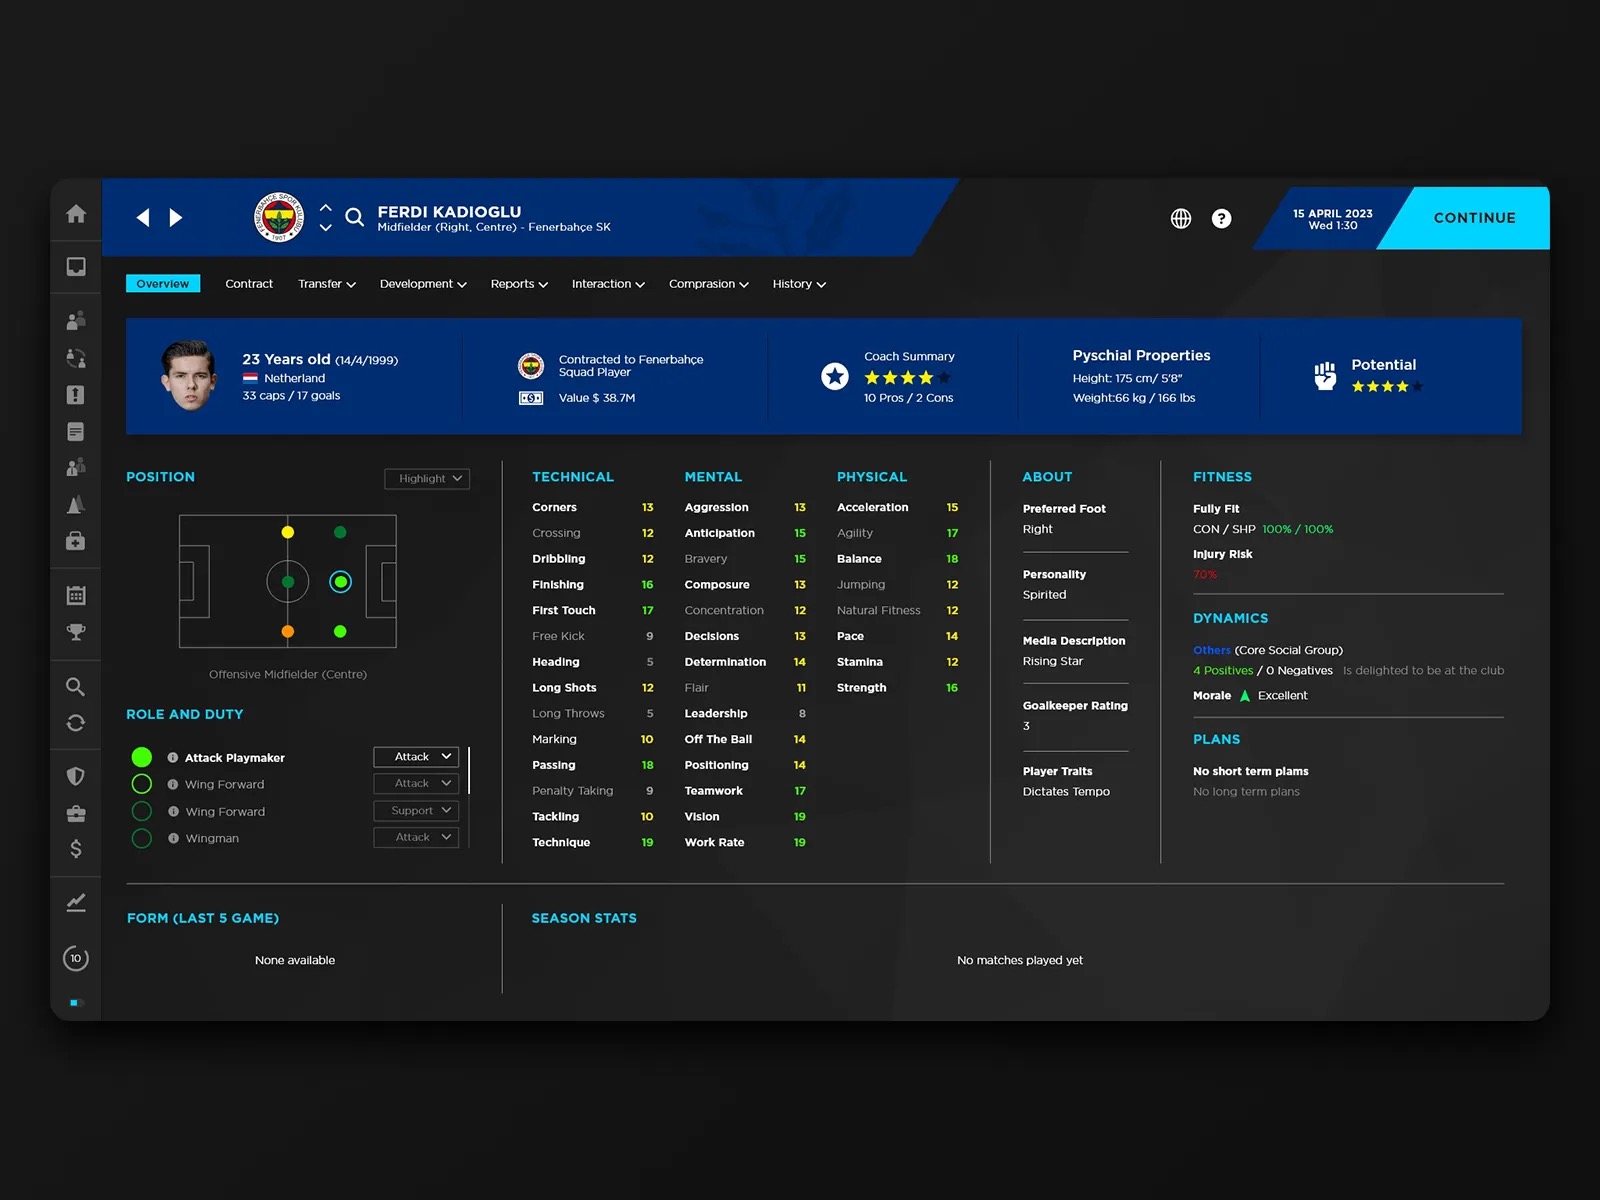 FERDI KADIOGLU
Midfielder (Right, Centre) - Fenerbahçe SK
15 APRIL 2023
Wed 1:30
CONTINUE
Overview
Contract
Transfer
Development
Reports
Interaction
Comprasion
History
23 Years old (14/4/1999)
Netherland
33 caps / 17 goals
Contracted to Fenerbahçe
Squad Player
Value $ 38.7M
Coach Summary
10 Pros / 2 Cons
Pyschial Properties
Height: 175 cm/ 5'8"
Weight:66 kg / 166 lbs
Potential
POSITION
Highlight
Offensive Midfielder (Centre)
ROLE AND DUTY
Attack Playmaker Attack
Wing Forward Attack
Wing Forward Support
Wingman Attack
TECHNICAL
Corners 13
Crossing 12
Dribbling 12
Finishing 16
First Touch 17
Free Kick 9
Heading 5
Long Shots 12
Long Throws 5
Marking 10
Passing 18
Penalty Taking 9
Tackling 10
Technique 19
MENTAL
Aggression 13
Anticipation 15
Bravery 15
Composure 13
Concentration 12
Decisions 13
Determination 14
Flair 11
Leadership 8
Off The Ball 14
Positioning 14
Teamwork 17
Vision 19
Work Rate 19
PHYSICAL
Acceleration 15
Agility 17
Balance 18
Jumping 12
Natural Fitness 12
Pace 14
Stamina 12
Strength 16
ABOUT
Preferred Foot
Right
Personality
Spirited
Media Description
Rising Star
Goalkeeper Rating
3
Player Traits
Dictates Tempo
FITNESS
Fully Fit
CON / SHP 100% / 100%
Injury Risk
70%
DYNAMICS
Others (Core Social Group)
4 Positives / 0 Negatives Is delighted to be at the club
Morale Excellent
PLANS
No short term plams
No long term plans
FORM (LAST 5 GAME)
None available
SEASON STATS
No matches played yet
10